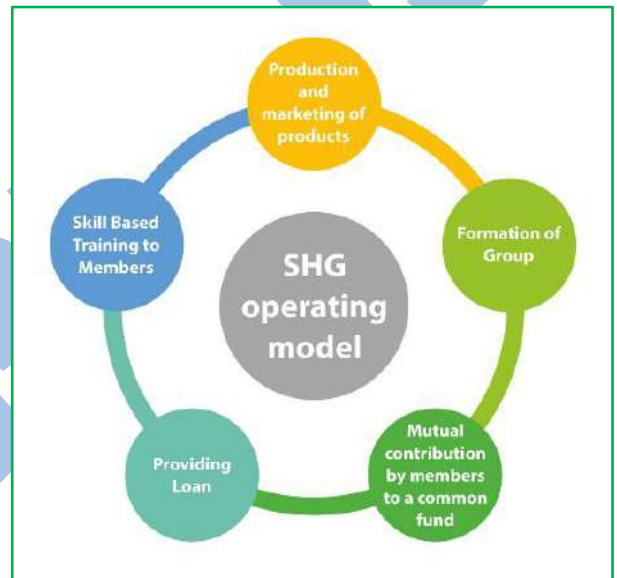 Production
and
marketing of
products
Formation of
Group
Mutual
contribution
by members
to a common
fund
Providing
Loan
Skill Based
Training to
Members
SHG
operating
model